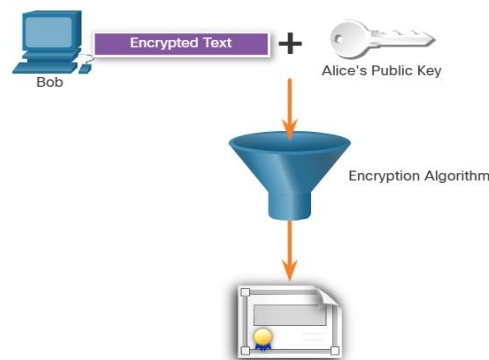 Encrypted Text
Bob
Alice's Public Key
Encryption Algorithm